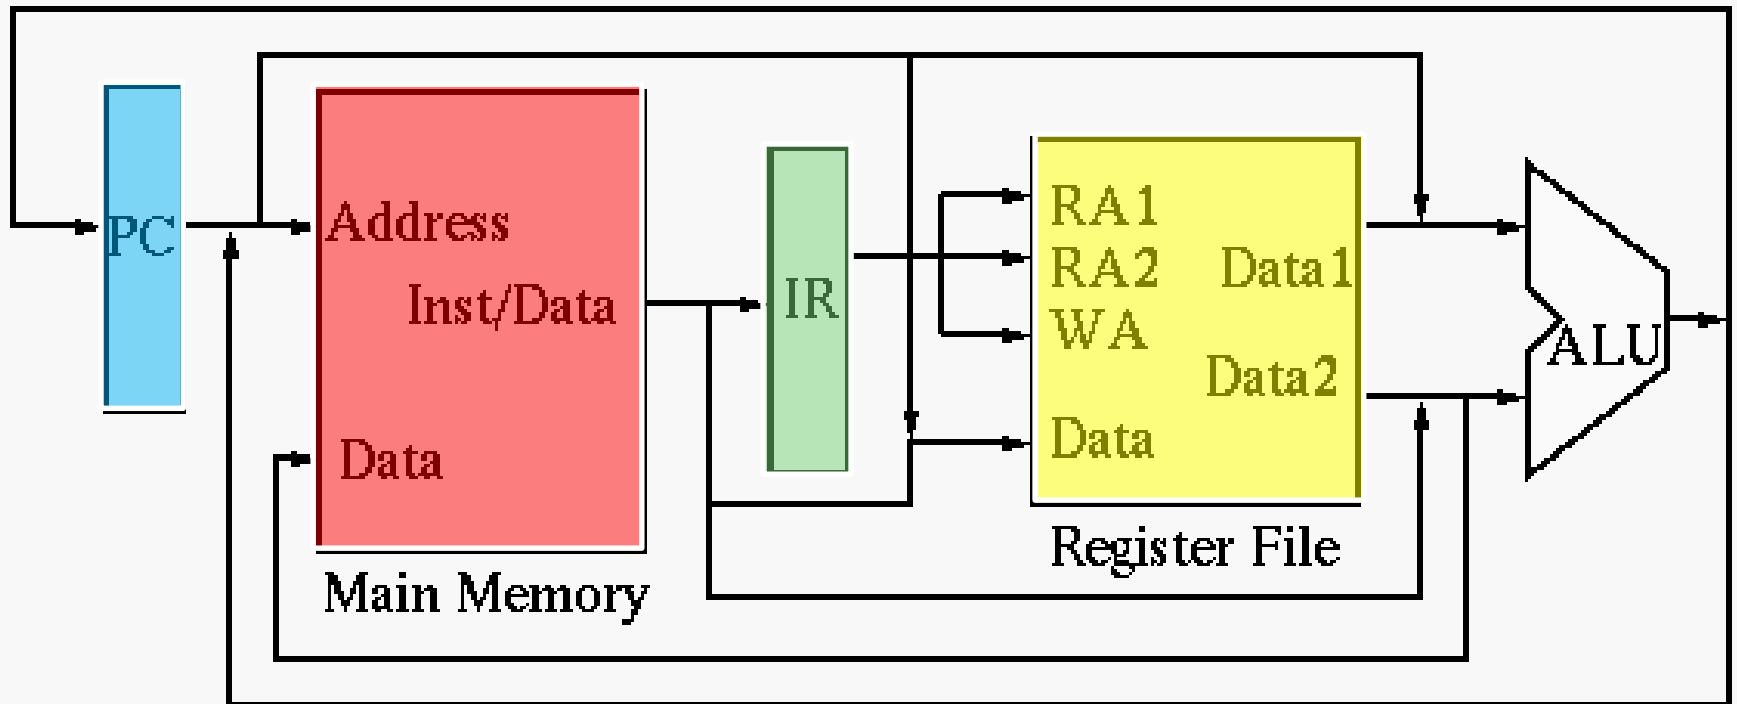 PC
Address
Inst/Data
Data
Main Memory
IR
RA1
RA2
WA
Data
Data1
Data2
Register File
ALU